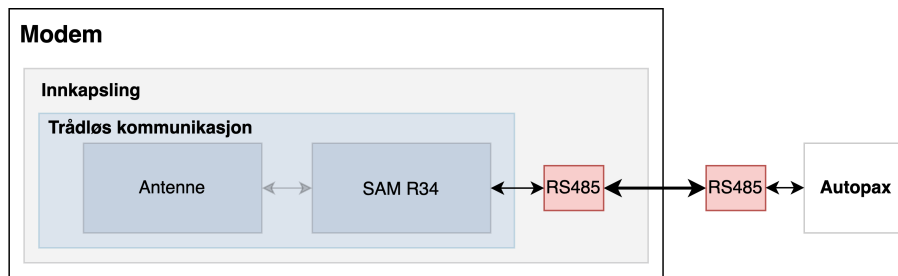 Modem
Innkapsling
Trådløs kommunikasjon
Antenne
SAM R34
RS485
RS485
Autopax